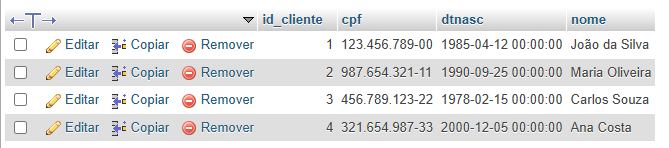 id_cliente cpf dtnasc nome
Editar Copiar Remover 1 123.456.789-00 1985-04-12 00:00:00 João da Silva
Editar Copiar Remover 2 987.654.321-11 1990-09-25 00:00:00 Maria Oliveira
Editar Copiar Remover 3 456.789.123-22 1978-02-15 00:00:00 Carlos Souza
Editar Copiar Remover 4 321.654.987-33 2000-12-05 00:00:00 Ana Costa